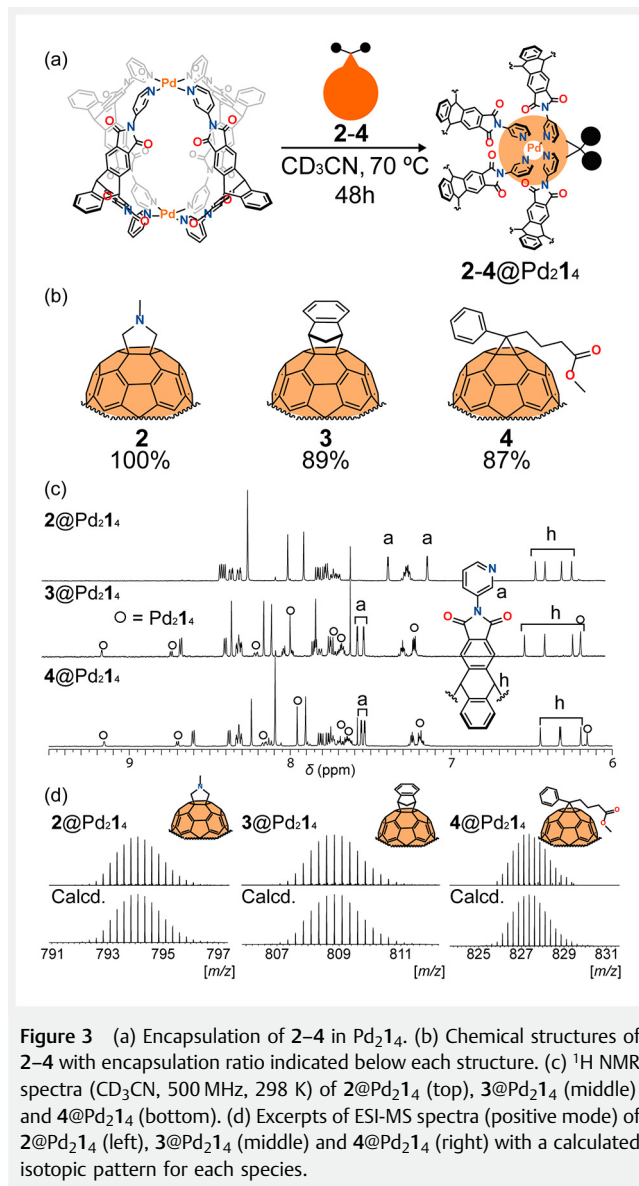 (a)
Pd
N
O
2-4
CD₃CN, 70 ºC
48h
Pd
2-4@Pd₂1₄
(b)
N
O
O
2
100%
3
89%
4
87%
(c)
2@Pd₂1₄
a
a
h
3@Pd₂1₄
O = Pd₂1₄
a
h
4@Pd₂1₄
a
h
N
a
O
N
O
h
9
8
7
6
δ (ppm)
(d)
2@Pd₂1₄
3@Pd₂1₄
4@Pd₂1₄
Calcd.
Calcd.
Calcd.
791 793 795 797
[m/z]
807 809 811
[m/z]
825 827 829 831
[m/z]
Figure 3 (a) Encapsulation of 2–4 in Pd₂1₄. (b) Chemical structures of
2–4 with encapsulation ratio indicated below each structure. (c) ¹H NMR
spectra (CD₃CN, 500 MHz, 298 K) of 2@Pd₂1₄ (top), 3@Pd₂1₄ (middle)
and 4@Pd₂1₄ (bottom). (d) Excerpts of ESI-MS spectra (positive mode) of
2@Pd₂1₄ (left), 3@Pd₂1₄ (middle) and 4@Pd₂1₄ (right) with a calculated
isotopic pattern for each species.